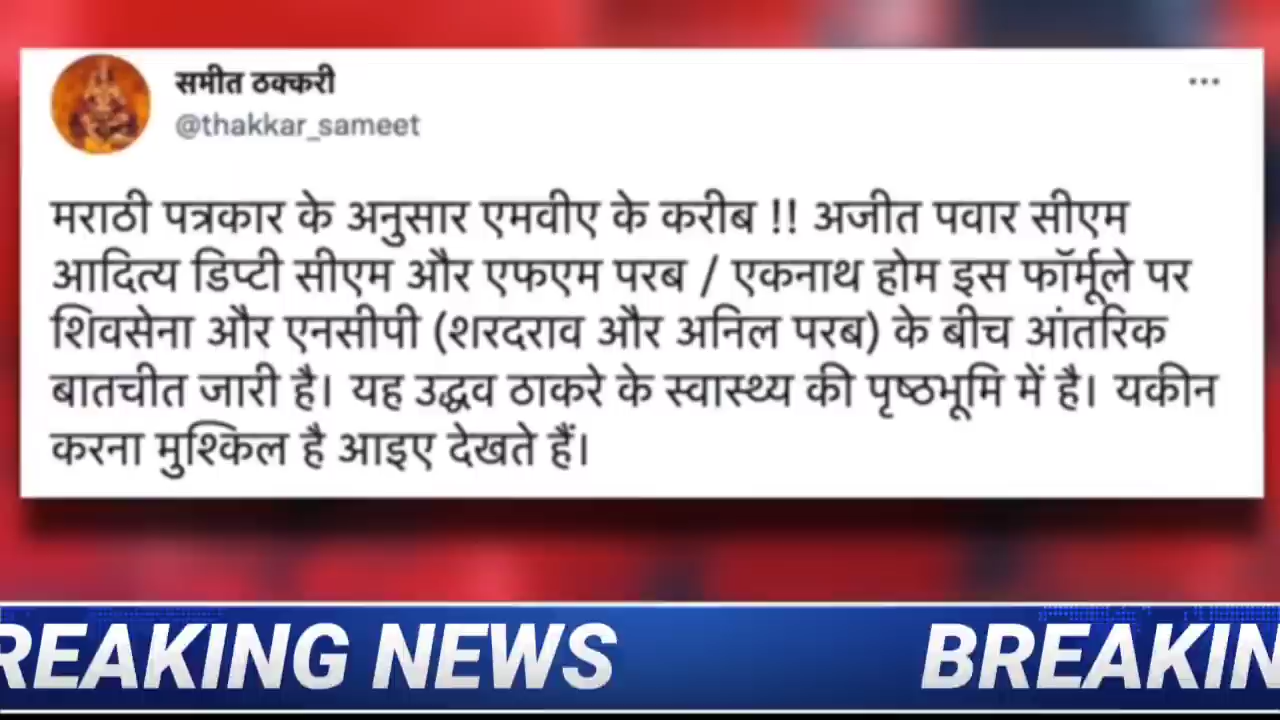 समीत ठक्करी
@thakkar_sameet
मराठी पत्रकार के अनुसार एमवीए के करीब !! अजीत पवार सीएम
आदित्य डिप्टी सीएम और एफएम परब / एकनाथ होम इस फॉर्मूले पर
शिवसेना और एनसीपी (शरदराव और अनिल परब) के बीच आंतरिक
बातचीत जारी है। यह उद्धव ठाकरे के स्वास्थ्य की पृष्ठभूमि में है। यकीन
करना मुश्किल है आइए देखते हैं।
REAKING NEWS BREAKIN